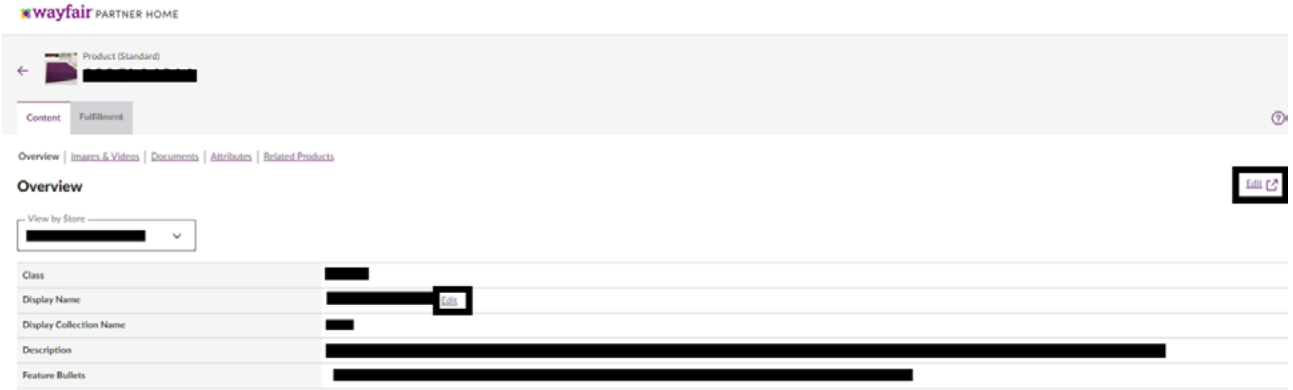 wayfair PARTNER HOME
Product (Standard)
Content Fulfillment
Overview | Images & Videos | Documents | Attributes | Related Products
Overview
Edit
View by Store
Class
Display Name Edit
Display Collection Name
Description
Feature Bullets